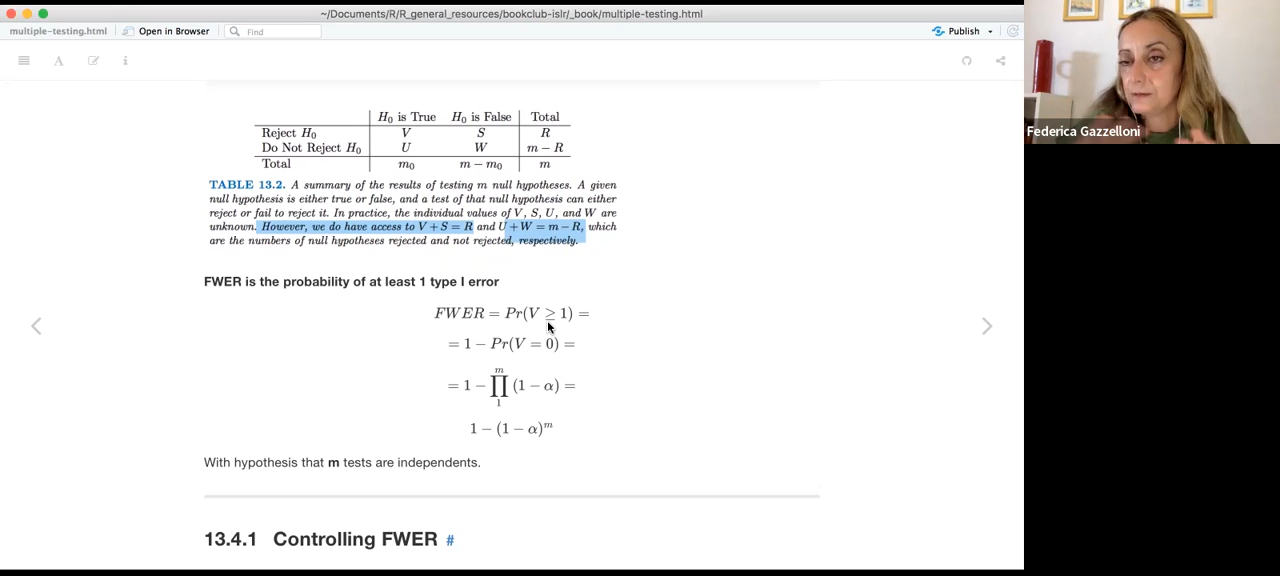 ~/Documents/R/R_general_resources/bookclub-islr/_book/multiple-testing.html
multiple-testing.html Open in Browser Find Publish
A i
H₀ is True H₀ is False Total
Reject H₀ V S R
Do Not Reject H₀ U W m − R
Total m₀ m − m₀ m
TABLE 13.2. A summary of the results of testing m null hypotheses. A given
null hypothesis is either true or false, and a test of that null hypothesis can either
reject or fail to reject it. In practice, the individual values of V, S, U, and W are
unknown. However, we do have access to V + S = R and U + W = m − R, which
are the numbers of null hypotheses rejected and not rejected, respectively.
FWER is the probability of at least 1 type I error
FWER = Pr(V ≥ 1) =
= 1 − Pr(V = 0) =
= 1 − ∏₁ᵐ (1 − α) =
1 − (1 − α)ᵐ
With hypothesis that m tests are independents.
13.4.1 Controlling FWER #
Federica Gazzelloni